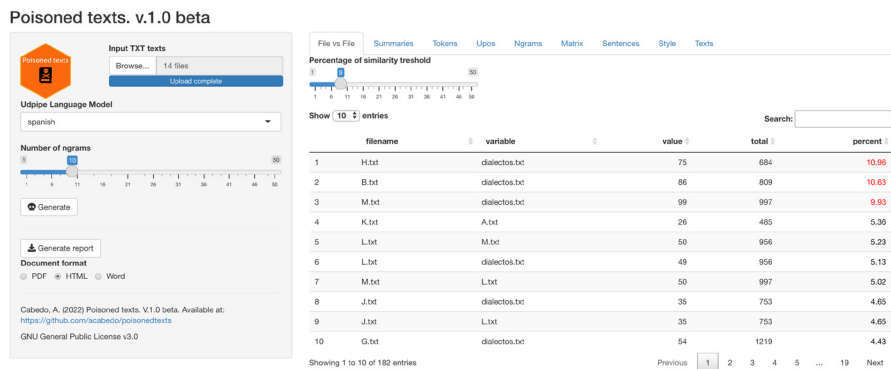 Poisoned texts. v.1.0 beta
Poisoned texts
Input TXT texts
Browse... 14 files
Upload complete
Udpipe Language Model
spanish
Number of ngrams
1 10 50
1 6 11 16 21 26 31 36 41 46 50
Generate
Generate report
Document format
PDF HTML Word
Cabedo, A. (2022) Poisoned texts. V.1.0 beta. Available at:
https://github.com/acabedo/poisonedtexts
GNU General Public License v3.0
File vs File Summaries Tokens Upos Ngrams Matrix Sentences Style Texts
Percentage of similarity treshold
1 9 50
1 6 11 16 21 26 31 36 41 46 50
Show 10 entries
Search:
filename variable value total percent
1 H.txt dialectos.txt 75 684 10.96
2 B.txt dialectos.txt 86 809 10.63
3 M.txt dialectos.txt 99 997 9.93
4 K.txt A.txt 26 485 5.36
5 L.txt M.txt 50 956 5.23
6 L.txt dialectos.txt 49 956 5.13
7 M.txt L.txt 50 997 5.02
8 J.txt dialectos.txt 35 753 4.65
9 J.txt L.txt 35 753 4.65
10 G.txt dialectos.txt 54 1219 4.43
Showing 1 to 10 of 182 entries
Previous 1 2 3 4 5 ... 19 Next